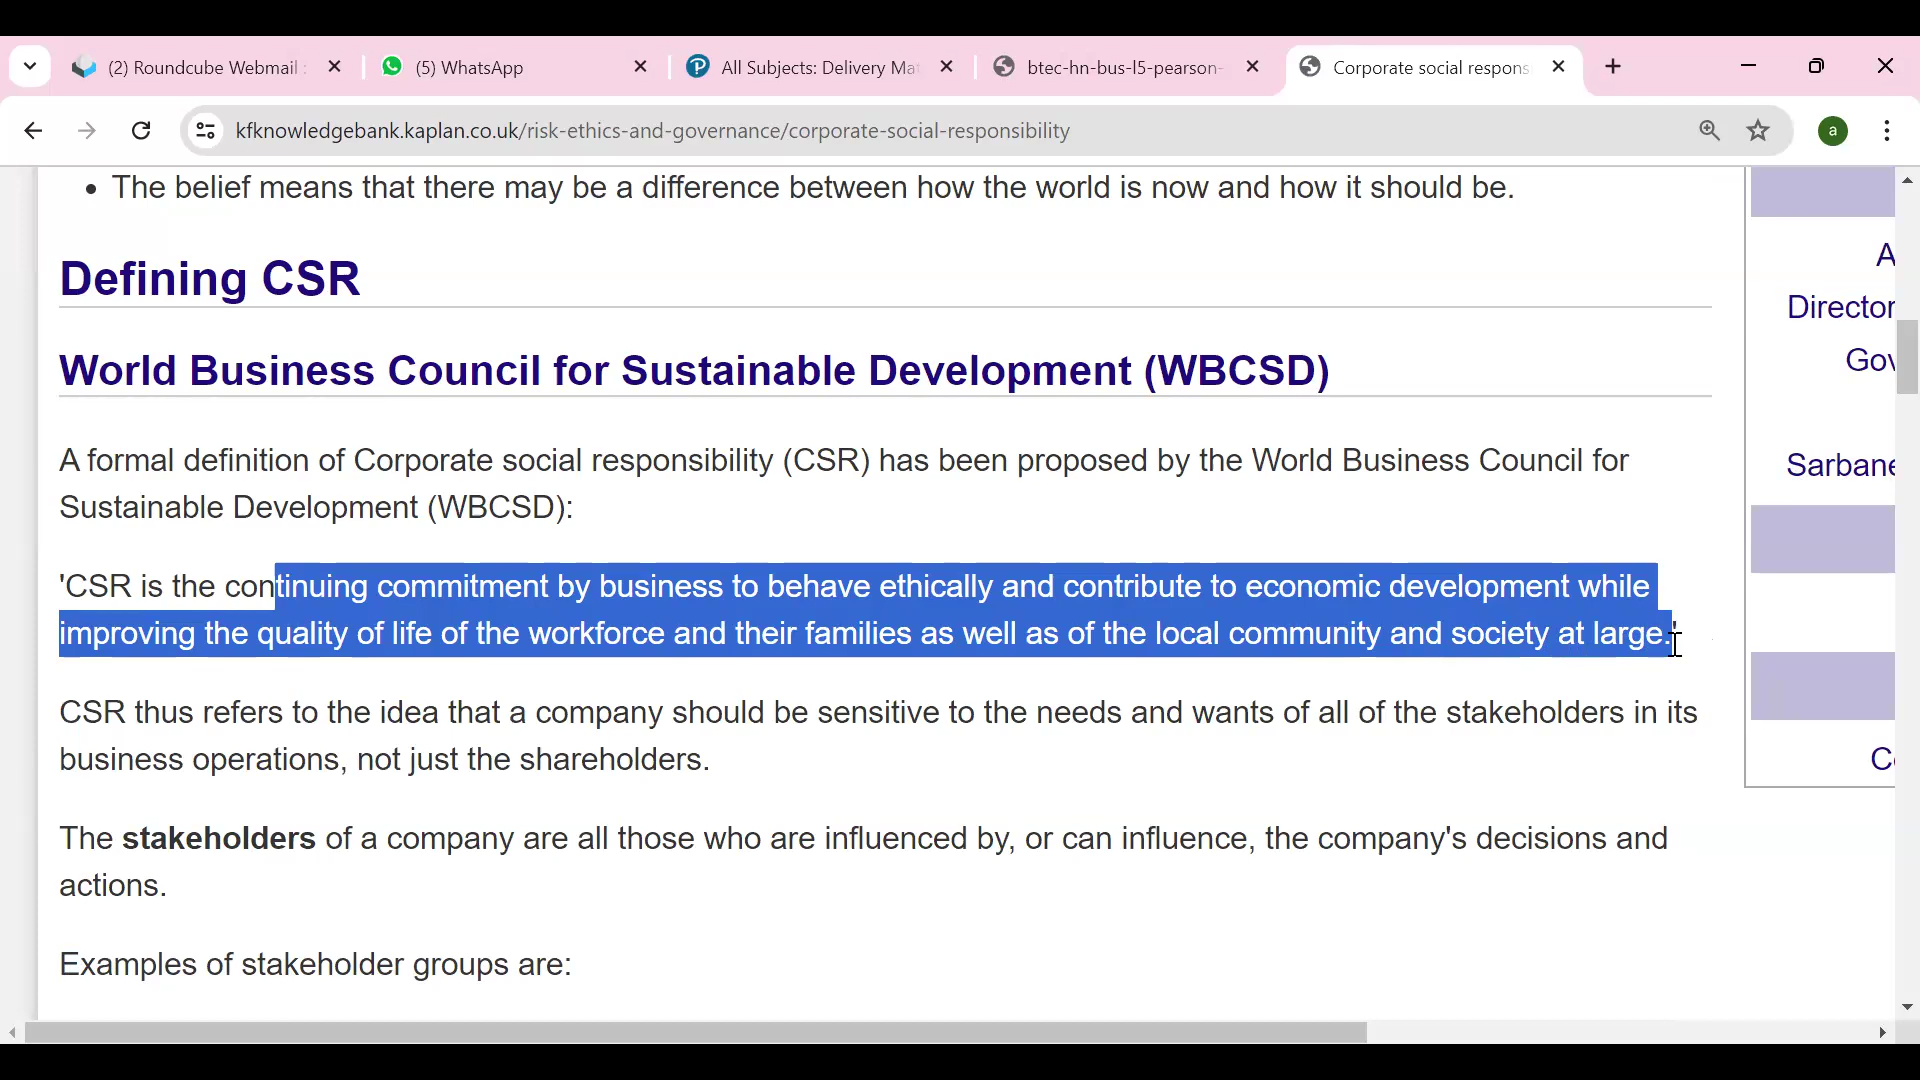 (2) Roundcube Webmail :
(5) WhatsApp
All Subjects: Delivery Ma
btec-hn-bus-l5-pearson-
Corporate social respons
kfknowledgebank.kaplan.co.uk/risk-ethics-and-governance/corporate-social-responsibility
a
• The belief means that there may be a difference between how the world is now and how it should be.
Defining CSR
World Business Council for Sustainable Development (WBCSD)
A formal definition of Corporate social responsibility (CSR) has been proposed by the World Business Council for
Sustainable Development (WBCSD):
'CSR is the continuing commitment by business to behave ethically and contribute to economic development while
improving the quality of life of the workforce and their families as well as of the local community and society at large.'
CSR thus refers to the idea that a company should be sensitive to the needs and wants of all of the stakeholders in its
business operations, not just the shareholders.
The stakeholders of a company are all those who are influenced by, or can influence, the company's decisions and
actions.
Examples of stakeholder groups are:
A
Director
Gov
Sarbane